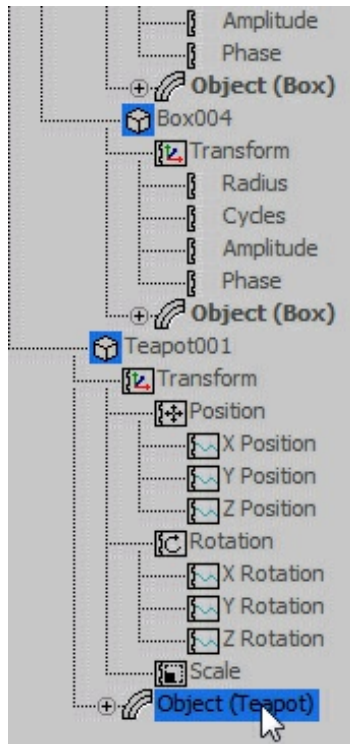 Amplitude
Phase
Object (Box)
Box004
Transform
Radius
Cycles
Amplitude
Phase
Object (Box)
Teapot001
Transform
Position
X Position
Y Position
Z Position
Rotation
X Rotation
Y Rotation
Z Rotation
Scale
Object (Teapot)